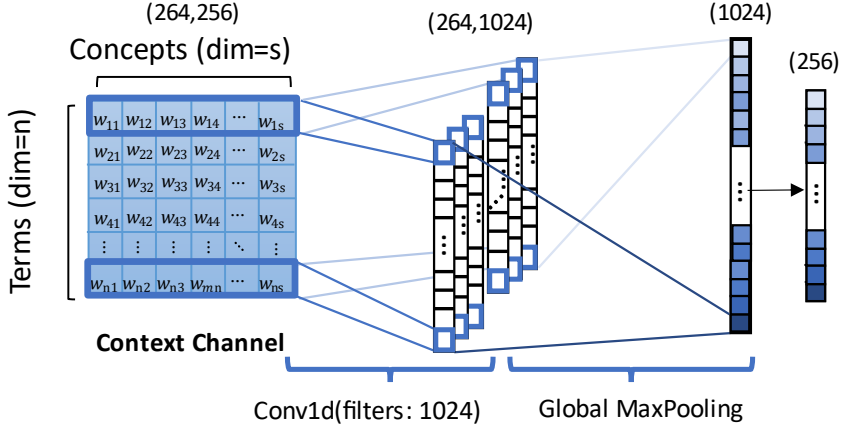 (264,256)
(264,1024)
(1024)
(256)
Concepts (dim=s)
Terms (dim=n)
w11 w12 w13 w14 ⋯ w1s
w21 w22 w23 w24 ⋯ w2s
w31 w32 w33 w34 ⋯ w3s
w41 w42 w43 w44 ⋯ w4s
⋮ ⋮ ⋮ ⋮ ⋱ ⋮
wn1 wn2 wn3 wmn ⋯ wns
Context Channel
Conv1d(filters: 1024)
Global MaxPooling